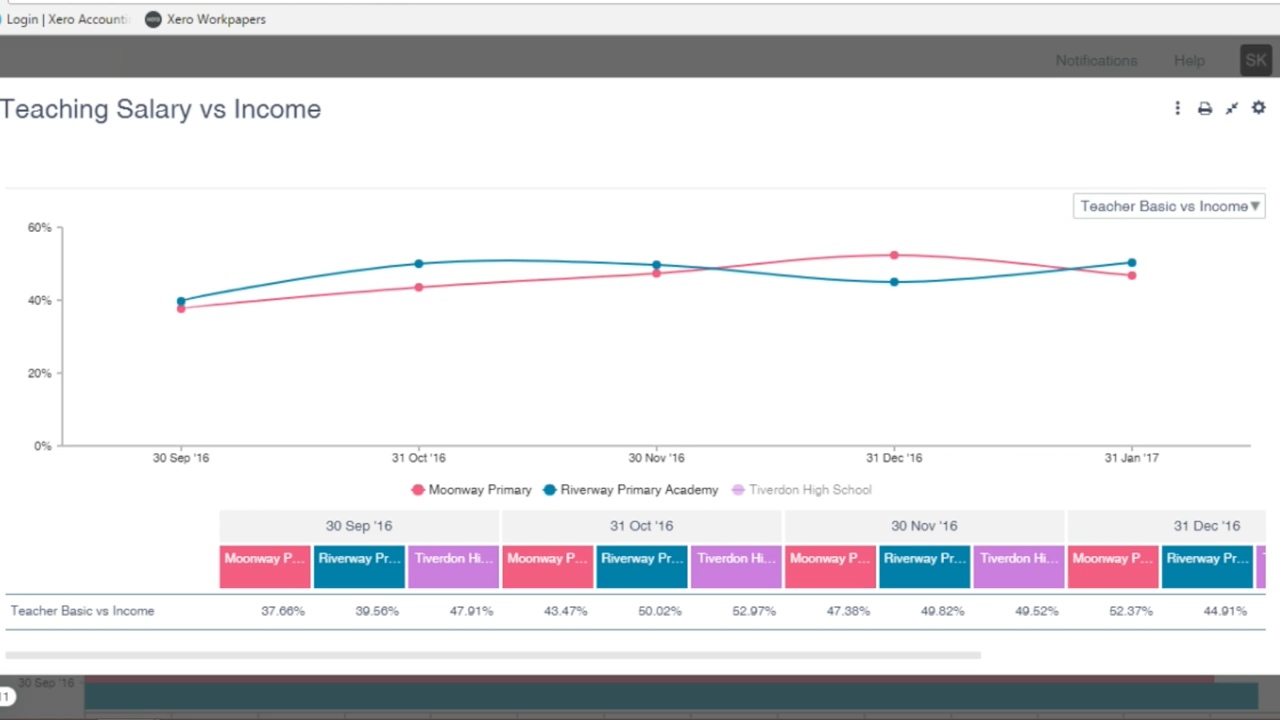 Login | Xero Accounti
Xero Workpapers
Notifications Help SK
Teaching Salary vs Income
Teacher Basic vs Income▼
60%
40%
20%
0%
30 Sep '16 31 Oct '16 30 Nov '16 31 Dec '16 31 Jan '17
Moonway Primary Riverway Primary Academy Tiverdon High School
30 Sep '16 31 Oct '16 30 Nov '16 31 Dec '16
Moonway P... Riverway Pr... Tiverdon Hi... Moonway P... Riverway Pr... Tiverdon Hi... Moonway P... Riverway Pr... Tiverdon Hi... Moonway P... Riverway Pr...
Teacher Basic vs Income 37.66% 39.56% 47.91% 43.47% 50.02% 52.97% 47.38% 49.82% 49.52% 52.37% 44.91%
30 Sep '16
11